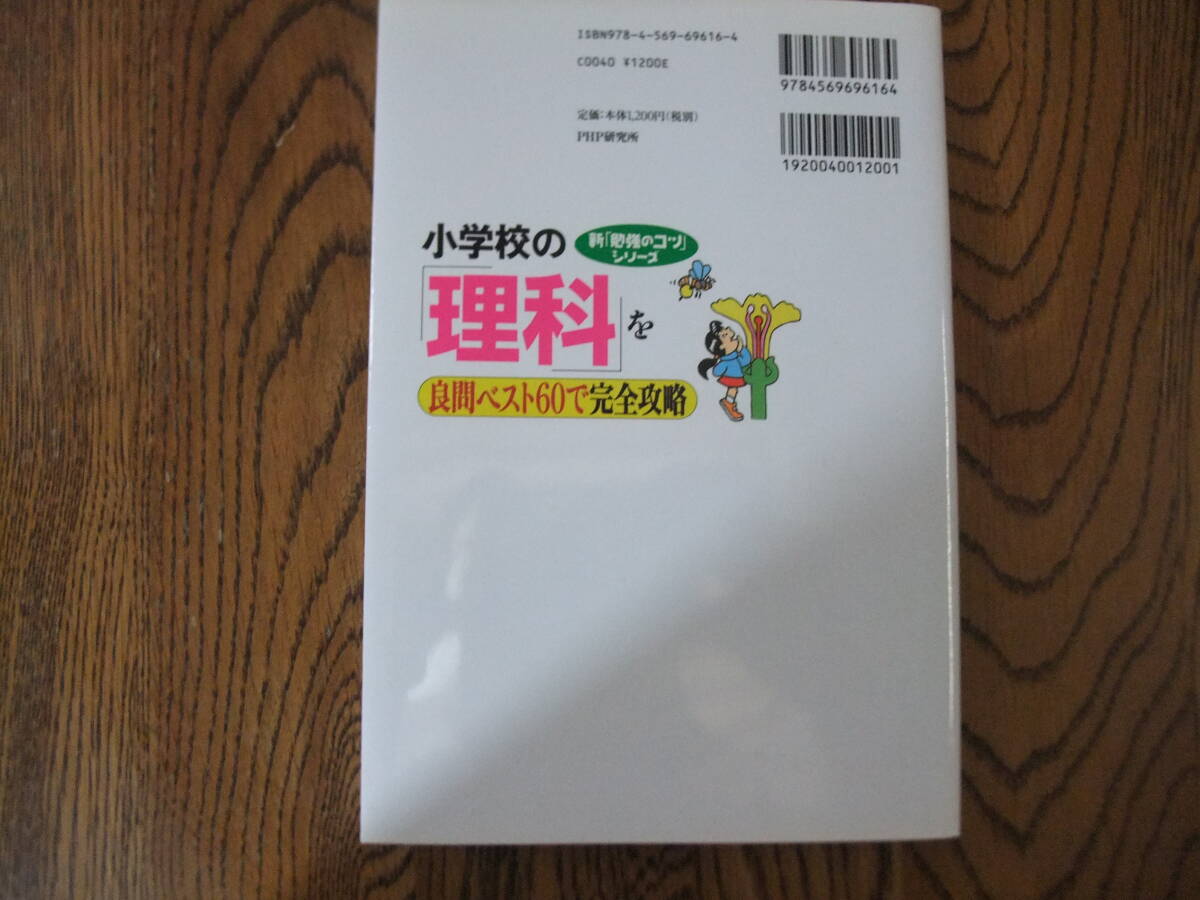 ISBN978-4-569-69616-4
C0040 ¥1200E
定価：本体1,200円（税別）
PHP研究所
9784569696164
1920040012001
小学校の
新「勉強のコツ」
シリーズ
「理科」を
良問ベスト60で完全攻略